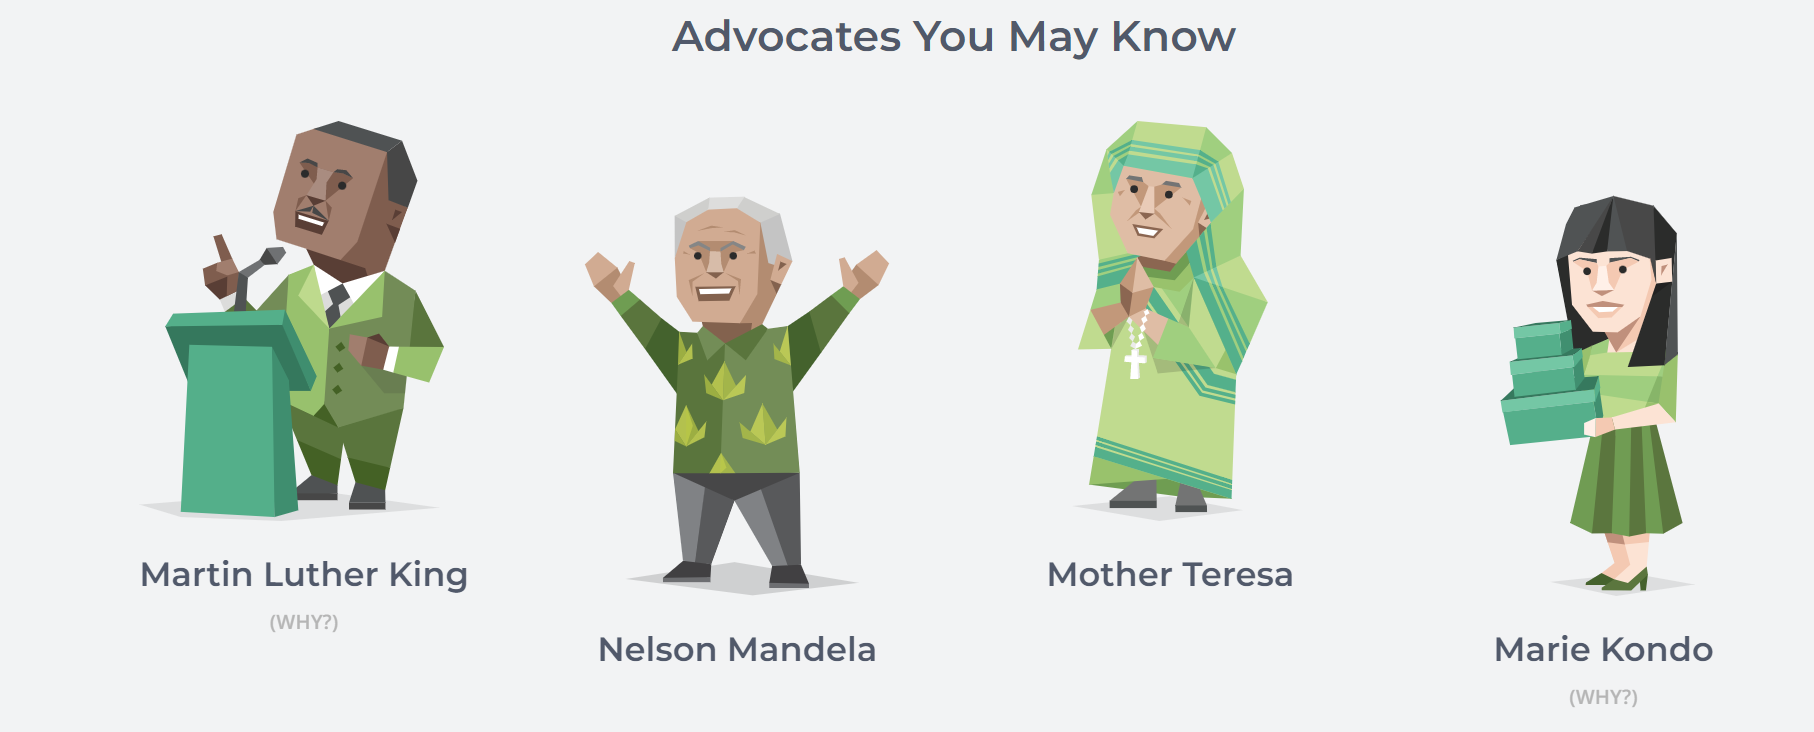 Advocates You May Know
Martin Luther King
(WHY?)
Nelson Mandela
Mother Teresa
Marie Kondo
(WHY?)